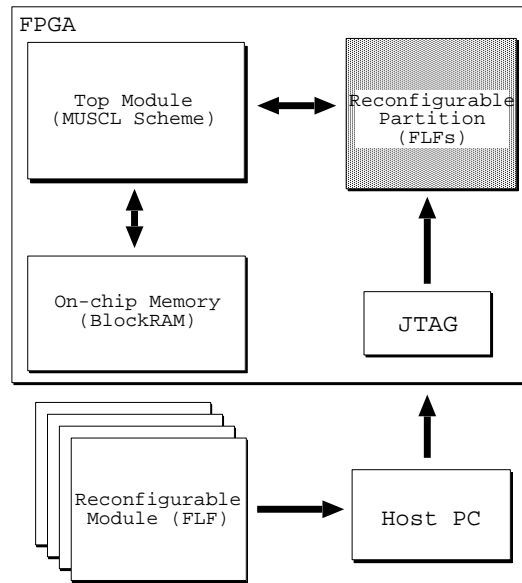 FPGA
Top Module
(MUSCL Scheme)
Reconfigurable
Partition
(FLFs)
On-chip Memory
(BlockRAM)
JTAG
Reconfigurable
Module (FLF)
Host PC